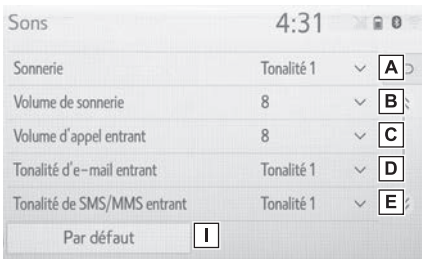 Sons 4:31
Sonnerie Tonalité 1 A
Volume de sonnerie 8 B
Volume d'appel entrant 8 C
Tonalité d'e-mail entrant Tonalité 1 D
Tonalité de SMS/MMS entrant Tonalité 1 E
Par défaut I